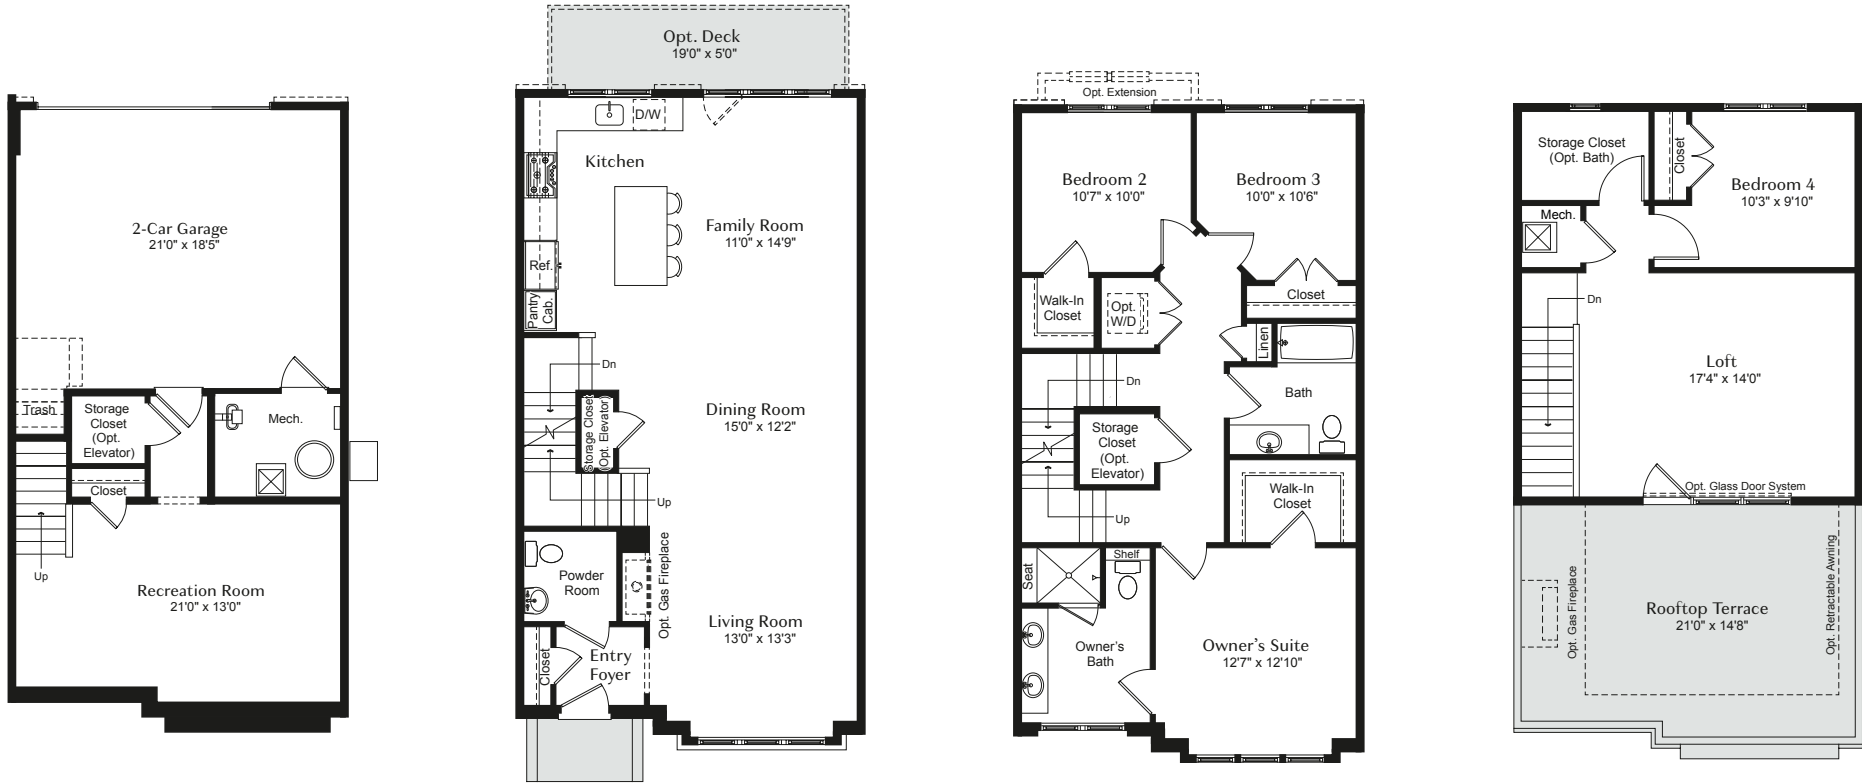 2-Car Garage
21'0" x 18'5"
Trash
Storage
Closet
(Opt.
Elevator)
Mech.
Closet
Up
Recreation Room
21'0" x 13'0"
Opt. Deck
19'0" x 5'0"
D/W
Kitchen
Family Room
11'0" x 14'9"
Ref.
Pantry
Cab.
Dn
Dining Room
15'0" x 12'2"
Storage Closet
(Opt. Elevator)
Up
Opt. Gas Fireplace
Powder
Room
Living Room
13'0" x 13'3"
Entry
Foyer
Closet
Opt. Extension
Bedroom 2
10'7" x 10'0"
Bedroom 3
10'0" x 10'6"
Walk-In
Closet
Opt.
W/D
Closet
Linen
Dn
Bath
Storage
Closet
(Opt.
Elevator)
Walk-In
Closet
Up
Seat
Shelf
Owner's
Bath
Owner's Suite
12'7" x 12'10"
Storage Closet
(Opt. Bath)
Closet
Bedroom 4
10'3" x 9'10"
Mech.
Dn
Loft
17'4" x 14'0"
Opt. Glass Door System
Opt. Gas Fireplace
Rooftop Terrace
21'0" x 14'8"
Opt. Retractable Awning